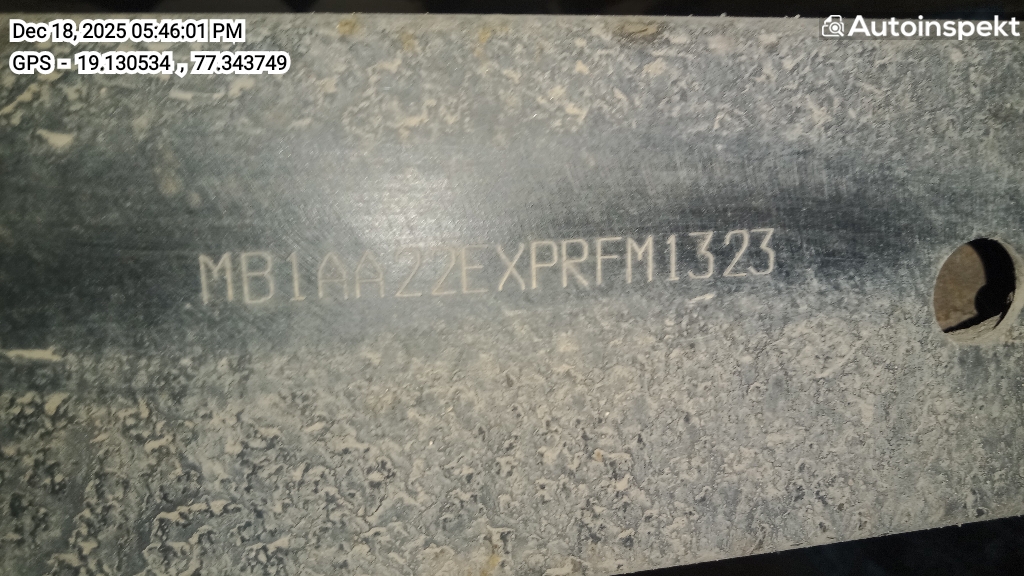 Dec 18, 2025 05:46:01 PM
GPS - 19.130534 , 77.343749
Autoinspekt
MB1AA22EXPRFM1323